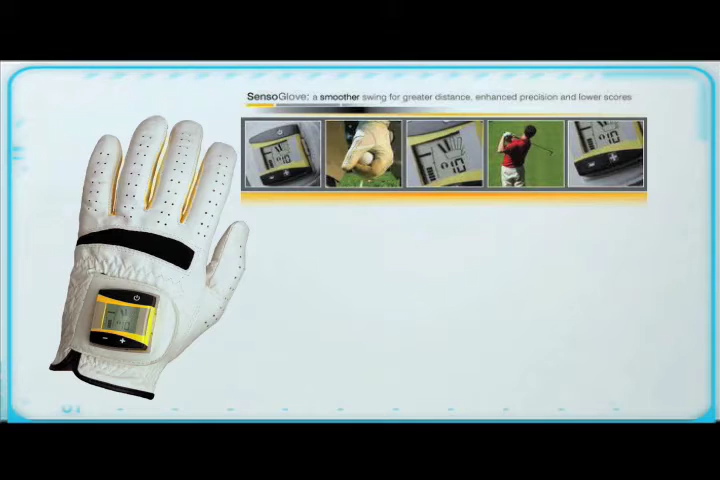 SensoGlove: a smoother swing for greater distance, enhanced precision and lower scores